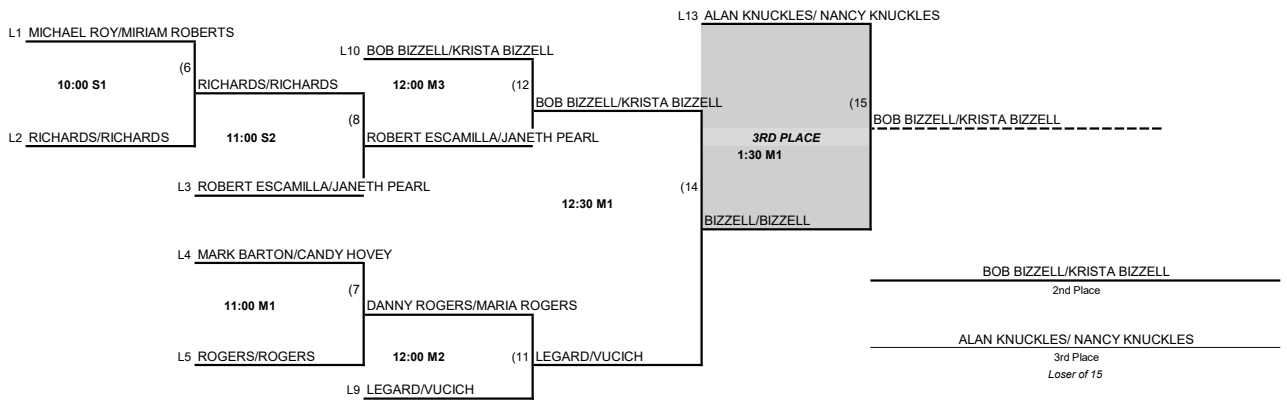 L13 ALAN KNUCKLES/ NANCY KNUCKLES
L1 MICHAEL ROY/MIRIAM ROBERTS
L10 BOB BIZZELL/KRISTA BIZZELL
(6
10:00 S1
RICHARDS/RICHARDS
12:00 M3
(12
BOB BIZZELL/KRISTA BIZZELL
(15
(8
BOB BIZZELL/KRISTA BIZZELL
L2 RICHARDS/RICHARDS
11:00 S2
ROBERT ESCAMILLA/JANETH PEARL
3RD PLACE
1:30 M1
L3 ROBERT ESCAMILLA/JANETH PEARL
(14
12:30 M1
BIZZELL/BIZZELL
L4 MARK BARTON/CANDY HOVEY
BOB BIZZELL/KRISTA BIZZELL
(7
2nd Place
11:00 M1
DANNY ROGERS/MARIA ROGERS
ALAN KNUCKLES/ NANCY KNUCKLES
L5 ROGERS/ROGERS
12:00 M2
(11
LEGARD/VUCICH
3rd Place
Loser of 15
L9 LEGARD/VUCICH